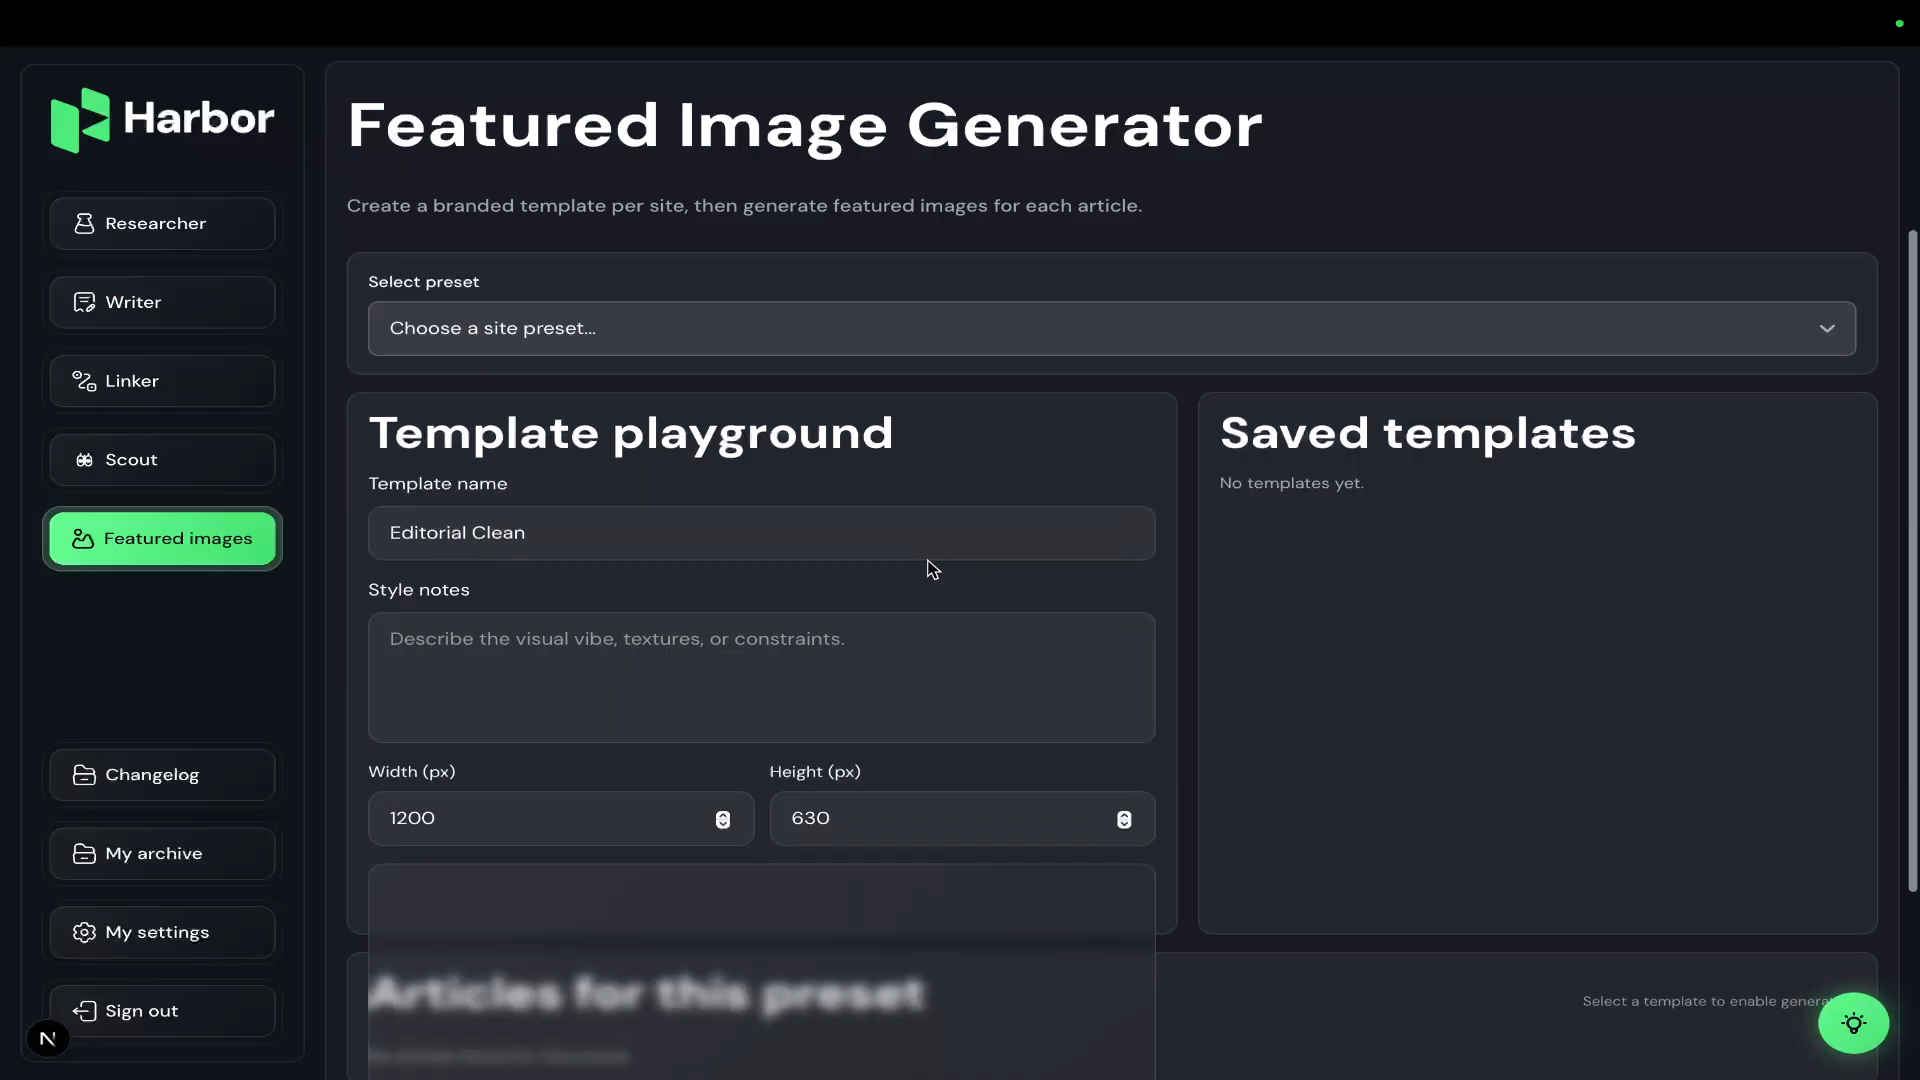 Harbor
Researcher
Writer
Linker
Scout
Featured images
Changelog
My archive
My settings
Sign out
N
Featured Image Generator
Create a branded template per site, then generate featured images for each article.
Select preset
Choose a site preset...
Template playground
Template name
Editorial Clean
Style notes
Describe the visual vibe, textures, or constraints.
Width (px)
Height (px)
1200
630
Saved templates
No templates yet.
Articles for this preset
Select a template to enable